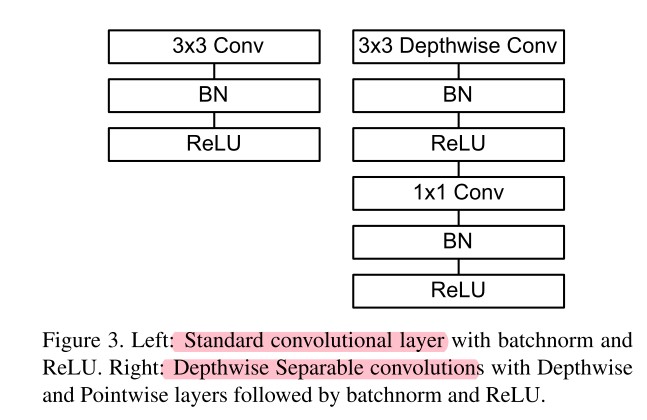 3x3 Conv
BN
ReLU
3x3 Depthwise Conv
BN
ReLU
1x1 Conv
BN
ReLU
Figure 3. Left: Standard convolutional layer with batchnorm and
ReLU. Right: Depthwise Separable convolutions with Depthwise
and Pointwise layers followed by batchnorm and ReLU.